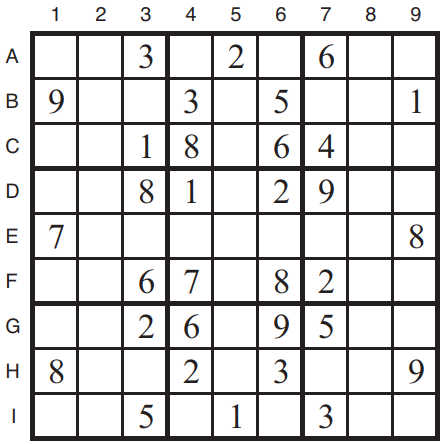 1 2 3 4 5 6 7 8 9
A 3 2 6
B 9 3 5 1
C 1 8 6 4
D 8 1 2 9
E 7 8
F 6 7 8 2
G 2 6 9 5
H 8 2 3 9
I 5 1 3